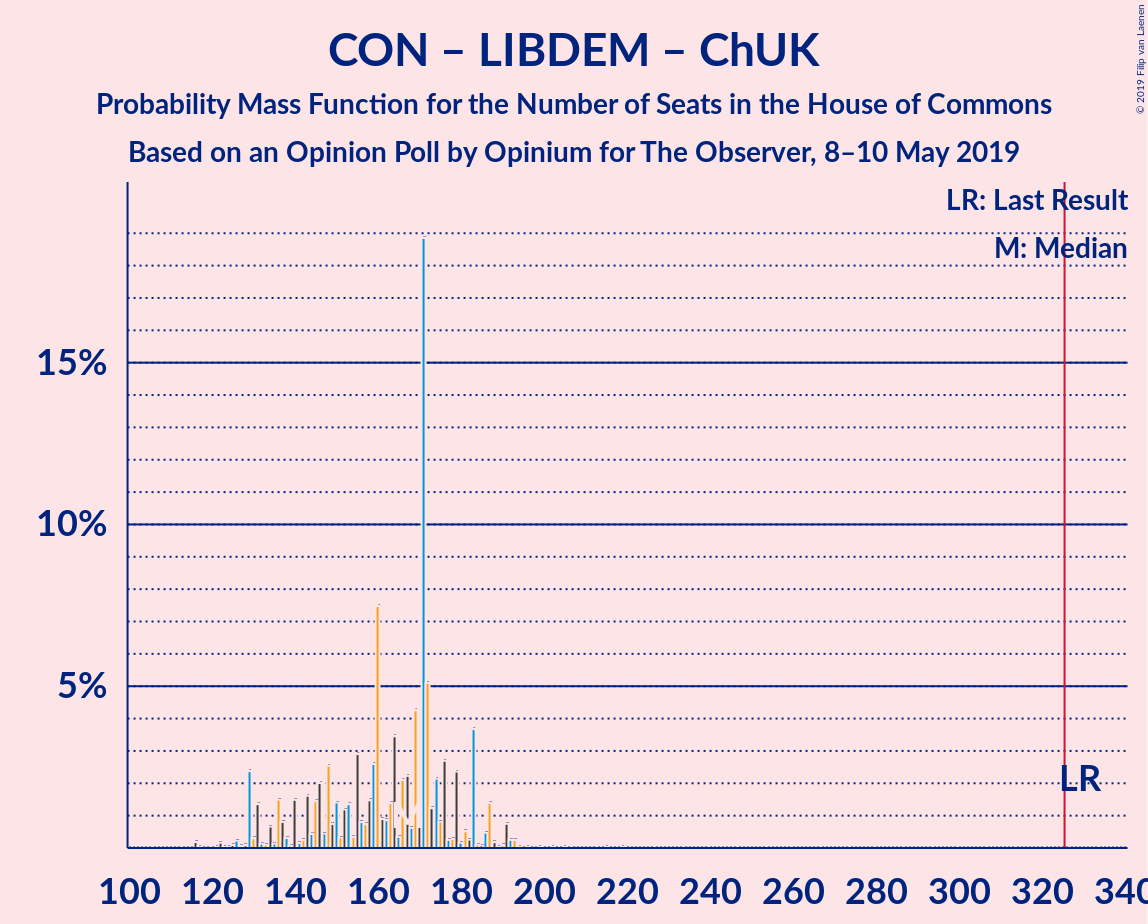 CON – LIBDEM – ChUK
Probability Mass Function for the Number of Seats in the House of Commons
Based on an Opinion Poll by Opinium for The Observer, 8–10 May 2019
© 2019 Filip van Laenen
LR: Last Result
M: Median
15%
10%
5%
LR
100 120 140 160 180 200 220 240 260 280 300 320 340